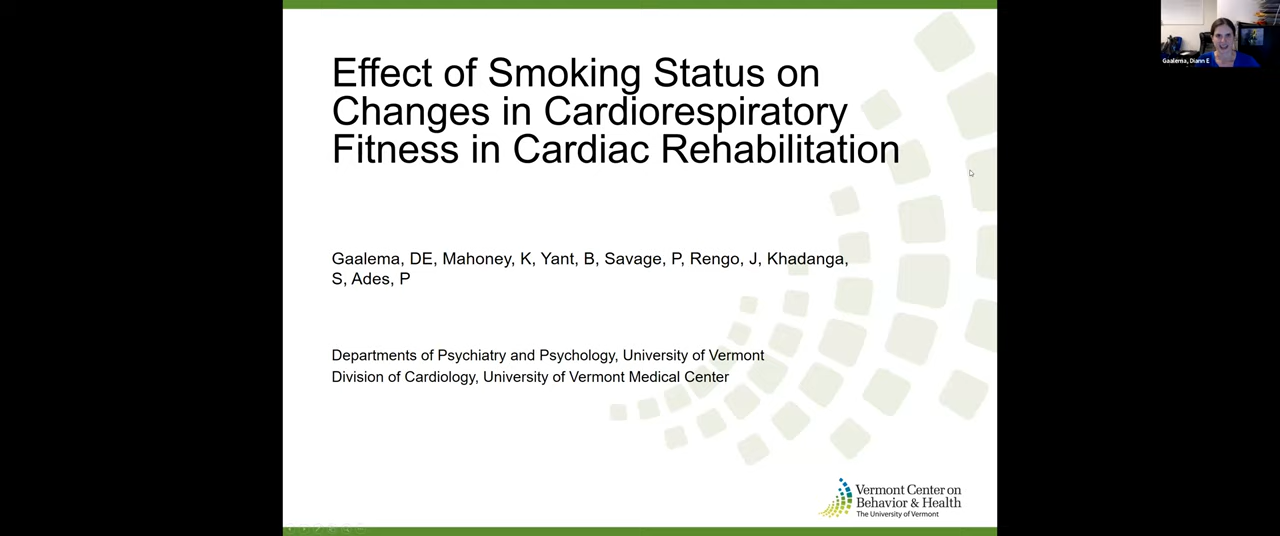 Effect of Smoking Status on
Changes in Cardiorespiratory
Fitness in Cardiac Rehabilitation
Gaalema, Diann E
Gaalema, DE, Mahoney, K, Yant, B, Savage, P, Rengo, J, Khadanga,
S, Ades, P
Departments of Psychiatry and Psychology, University of Vermont
Division of Cardiology, University of Vermont Medical Center
Vermont Center on
Behavior & Health
The University of Vermont